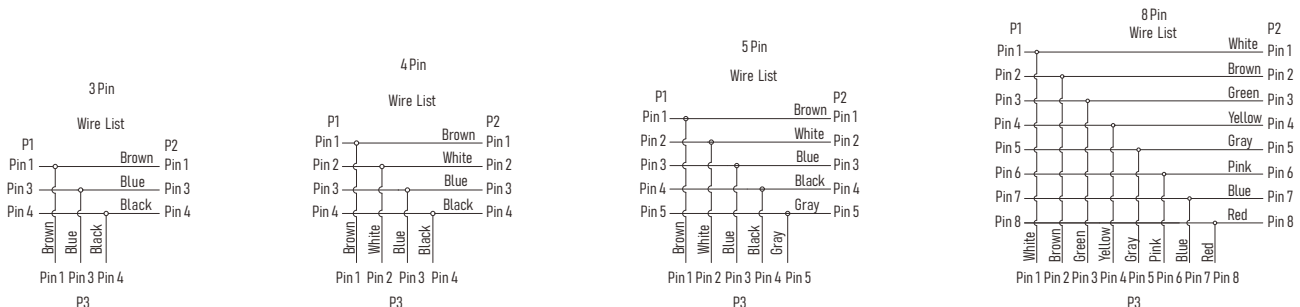 3 Pin
Wire List
P1 P2
Pin 1 Brown Pin 1
Pin 3 Blue Pin 3
Pin 4 Black Pin 4
Brown Blue Black
Pin 1 Pin 3 Pin 4
P3
4 Pin
Wire List
P1 P2
Pin 1 Brown Pin 1
Pin 2 White Pin 2
Pin 3 Blue Pin 3
Pin 4 Black Pin 4
Brown White Blue Black
Pin 1 Pin 2 Pin 3 Pin 4
P3
5 Pin
Wire List
P1 P2
Pin 1 Brown Pin 1
Pin 2 White Pin 2
Pin 3 Blue Pin 3
Pin 4 Black Pin 4
Pin 5 Gray Pin 5
Brown White Blue Black Gray
Pin 1 Pin 2 Pin 3 Pin 4 Pin 5
P3
8 Pin
Wire List
P1 P2
Pin 1 White Pin 1
Pin 2 Brown Pin 2
Pin 3 Green Pin 3
Pin 4 Yellow Pin 4
Pin 5 Gray Pin 5
Pin 6 Pink Pin 6
Pin 7 Blue Pin 7
Pin 8 Red Pin 8
White Brown Green Yellow Gray Pink Blue Red
Pin 1 Pin 2 Pin 3 Pin 4 Pin 5 Pin 6 Pin 7 Pin 8
P3